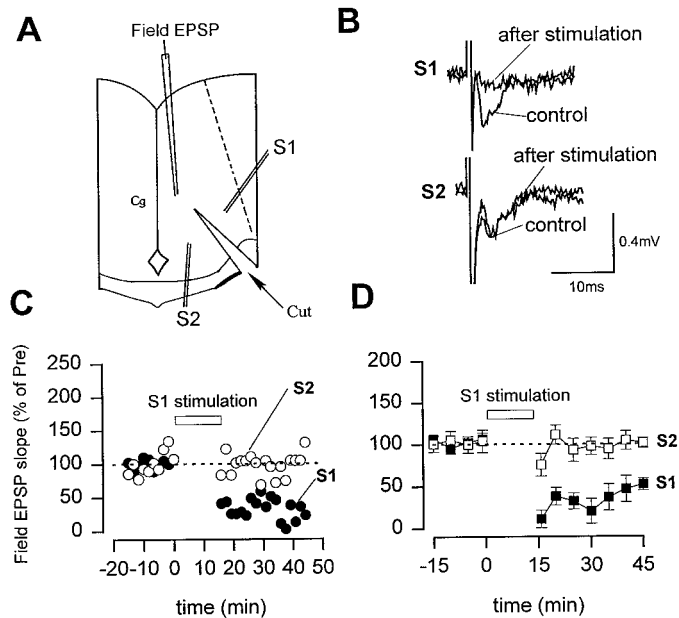 A
Field EPSP
S1
Cg
S2
Cut
B
after stimulation
S1
control
after stimulation
S2
control
0.4mV
10ms
C
Field EPSP slope (% of Pre)
250
200
150
100
50
0
S1 stimulation
S2
S1
-20 -10 0 10 20 30 40 50
time (min)
D
200
150
100
50
0
S1 stimulation
S2
S1
-15 0 15 30 45
time (min)